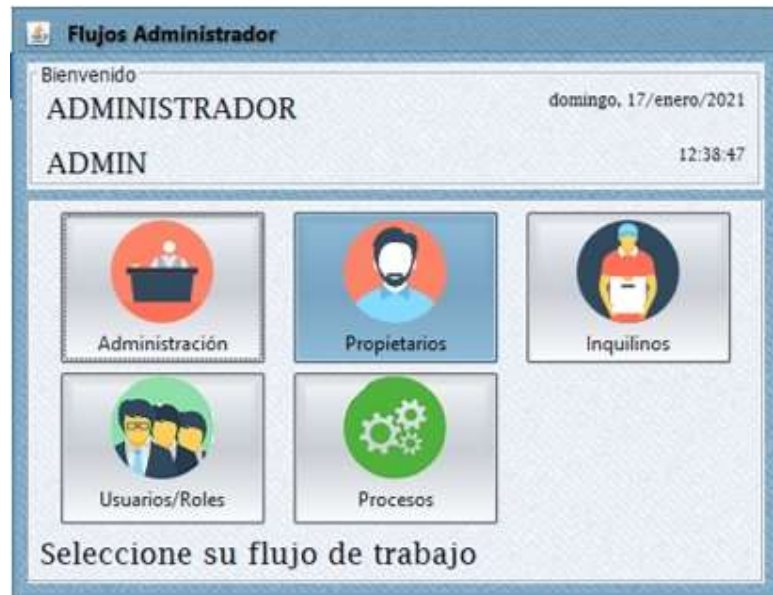 Flujos Administrador
Bienvenido
ADMINISTRADOR
domingo, 17/enero/2021
ADMIN
12:38:47
Administración
Propietarios
Inquilinos
Usuarios/Roles
Procesos
Seleccione su flujo de trabajo